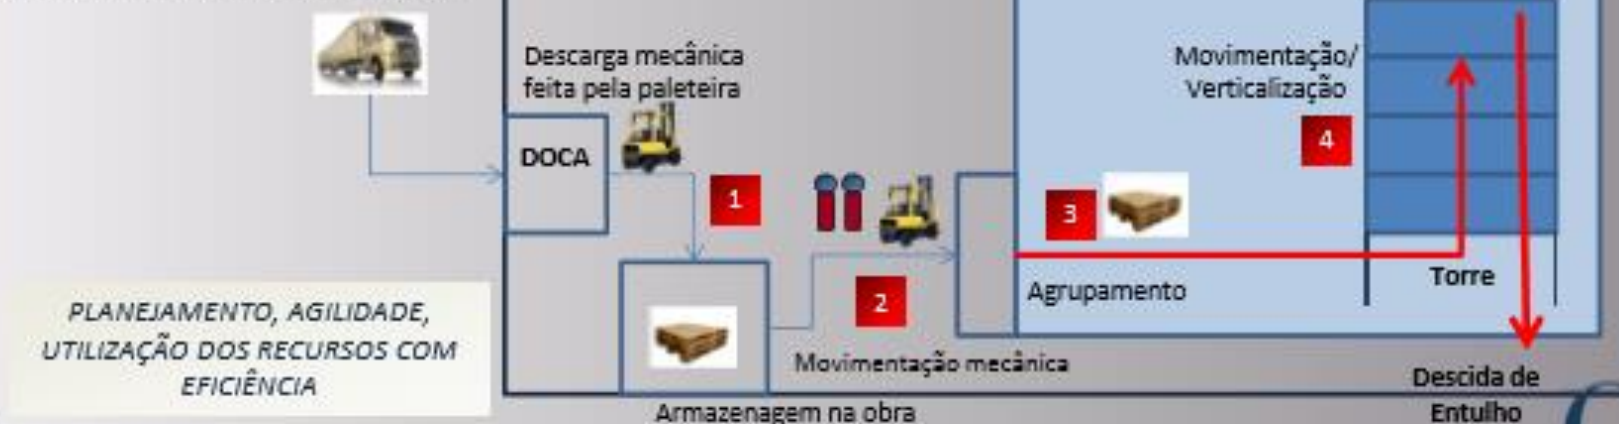 Descarga mecânica
feita pela paleteira
DOCA
1
2
Movimentação mecânica
Armazenagem na obra
3
Agrupamento
Movimentação/
Verticalização
4
Torre
Descida de
Entulho
PLANEJAMENTO, AGILIDADE,
UTILIZAÇÃO DOS RECURSOS COM
EFICIÊNCIA